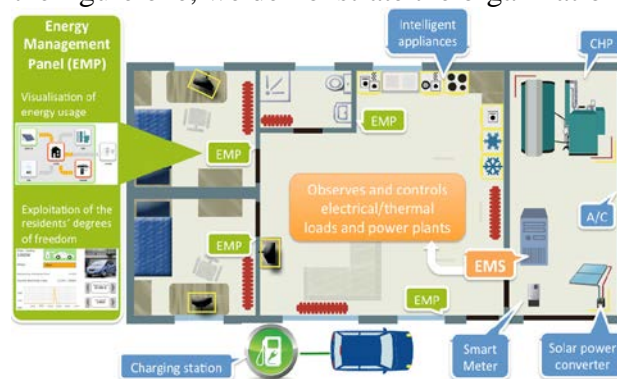 Energy
Management
Panel (EMP)
Visualisation of
energy usage
Exploitation of the
residents' degrees
of freedom
Intelligent
appliances
CHP
EMP
EMP
Observes and controls
electrical/thermal
loads and power plants
A/C
EMP
EMS
EMP
Charging station
Smart
Meter
Solar power
converter